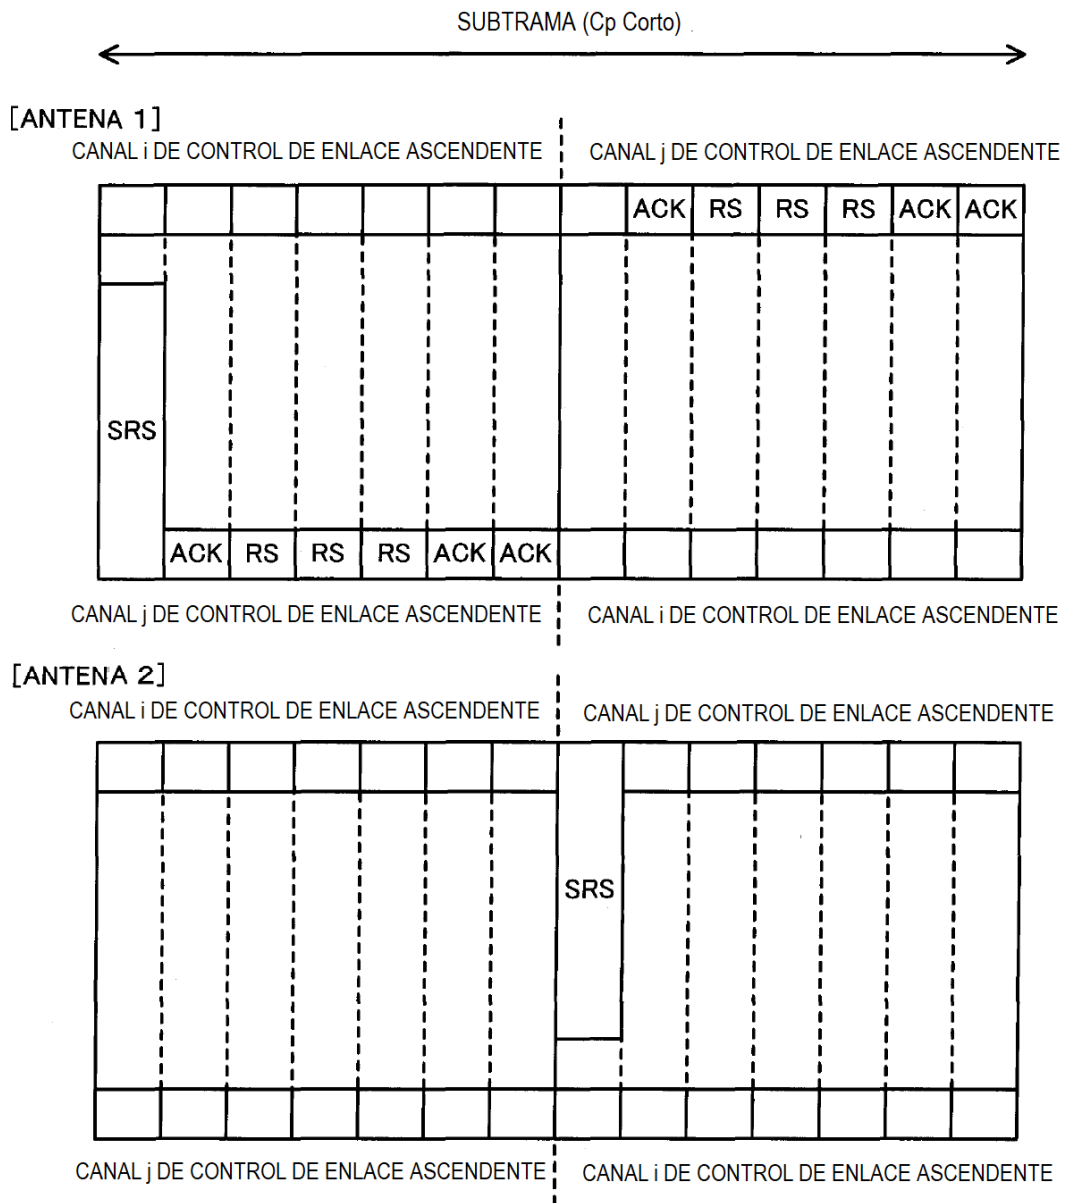 SUBTRAMA (Cp Corto)
[ANTENA 1]
CANAL i DE CONTROL DE ENLACE ASCENDENTE CANAL j DE CONTROL DE ENLACE ASCENDENTE
ACK RS RS RS ACK ACK
SRS
ACK RS RS RS ACK ACK
CANAL j DE CONTROL DE ENLACE ASCENDENTE CANAL i DE CONTROL DE ENLACE ASCENDENTE
[ANTENA 2]
CANAL i DE CONTROL DE ENLACE ASCENDENTE CANAL j DE CONTROL DE ENLACE ASCENDENTE
SRS
CANAL j DE CONTROL DE ENLACE ASCENDENTE CANAL i DE CONTROL DE ENLACE ASCENDENTE